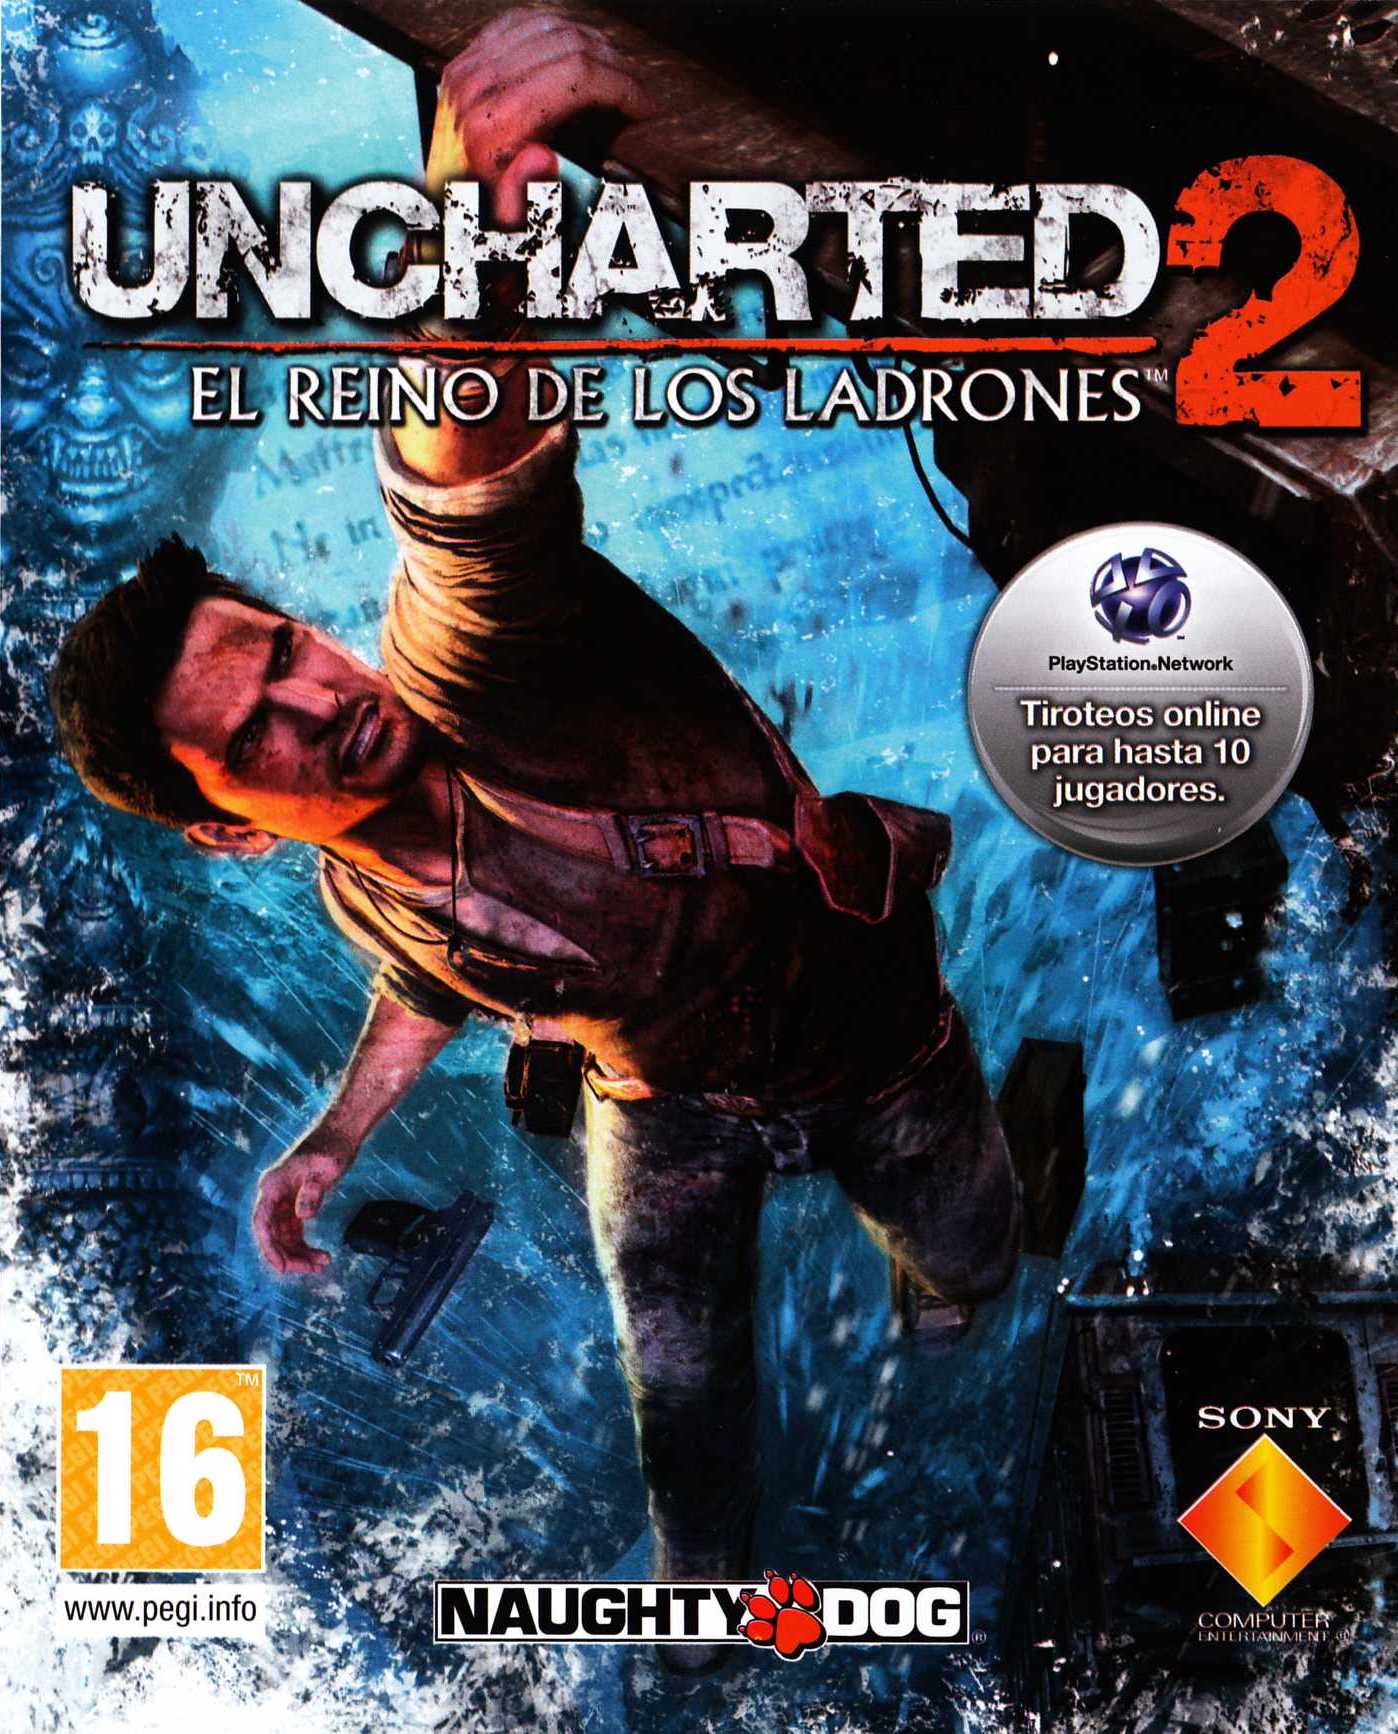 UNCHARTED 2
EL REINO DE LOS LADRONES™
PlayStation®Network
Tiroteos online
para hasta 10
jugadores.
16™
www.pegi.info
NAUGHTY DOG®
SONY
COMPUTER
ENTERTAINMENT®